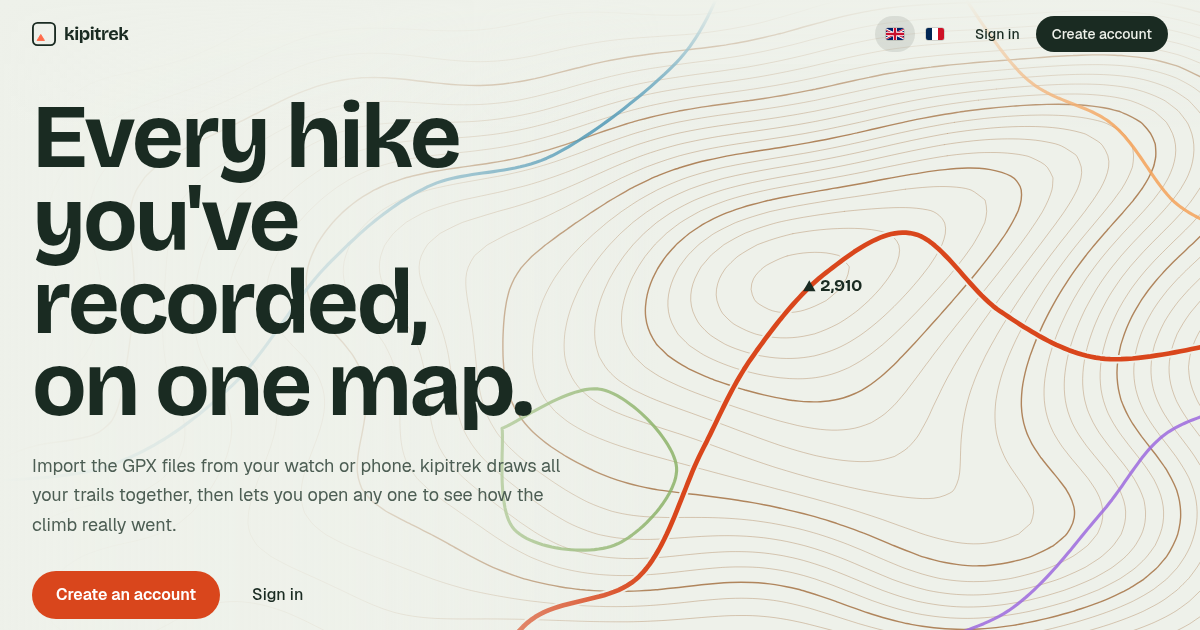 kipitrek
Sign in
Create account
Every hike
you've
recorded,
on one map.
▲ 2,910
Import the GPX files from your watch or phone. kipitrek draws all
your trails together, then lets you open any one to see how the
climb really went.
Create an account
Sign in